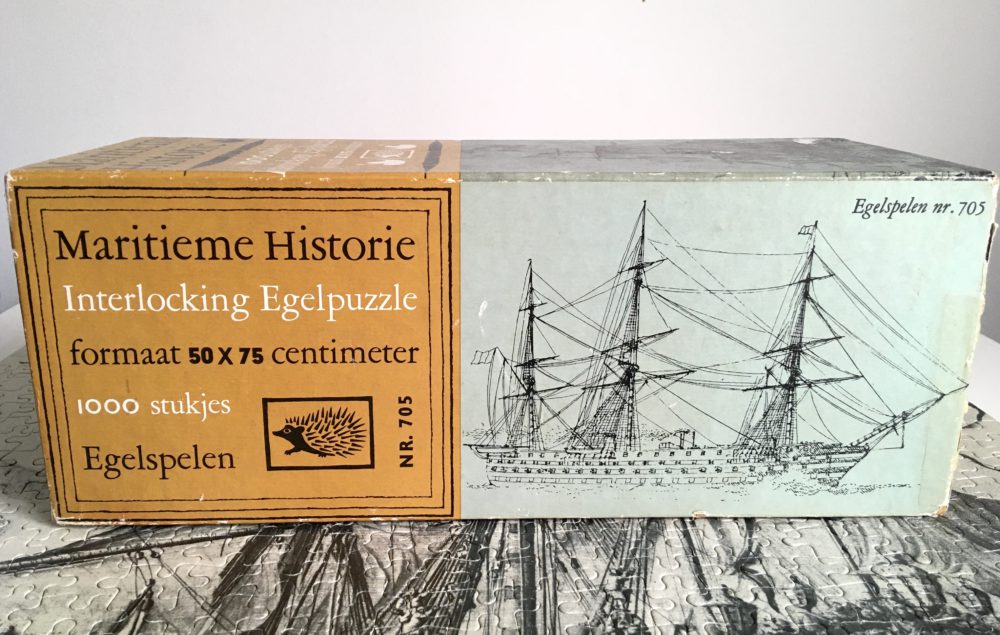 Maritieme Historie
Interlocking Egelpuzzle
formaat 50 X 75 centimeter
1000 stukjes
Egelspelen
NR. 705
Egelspelen nr. 705